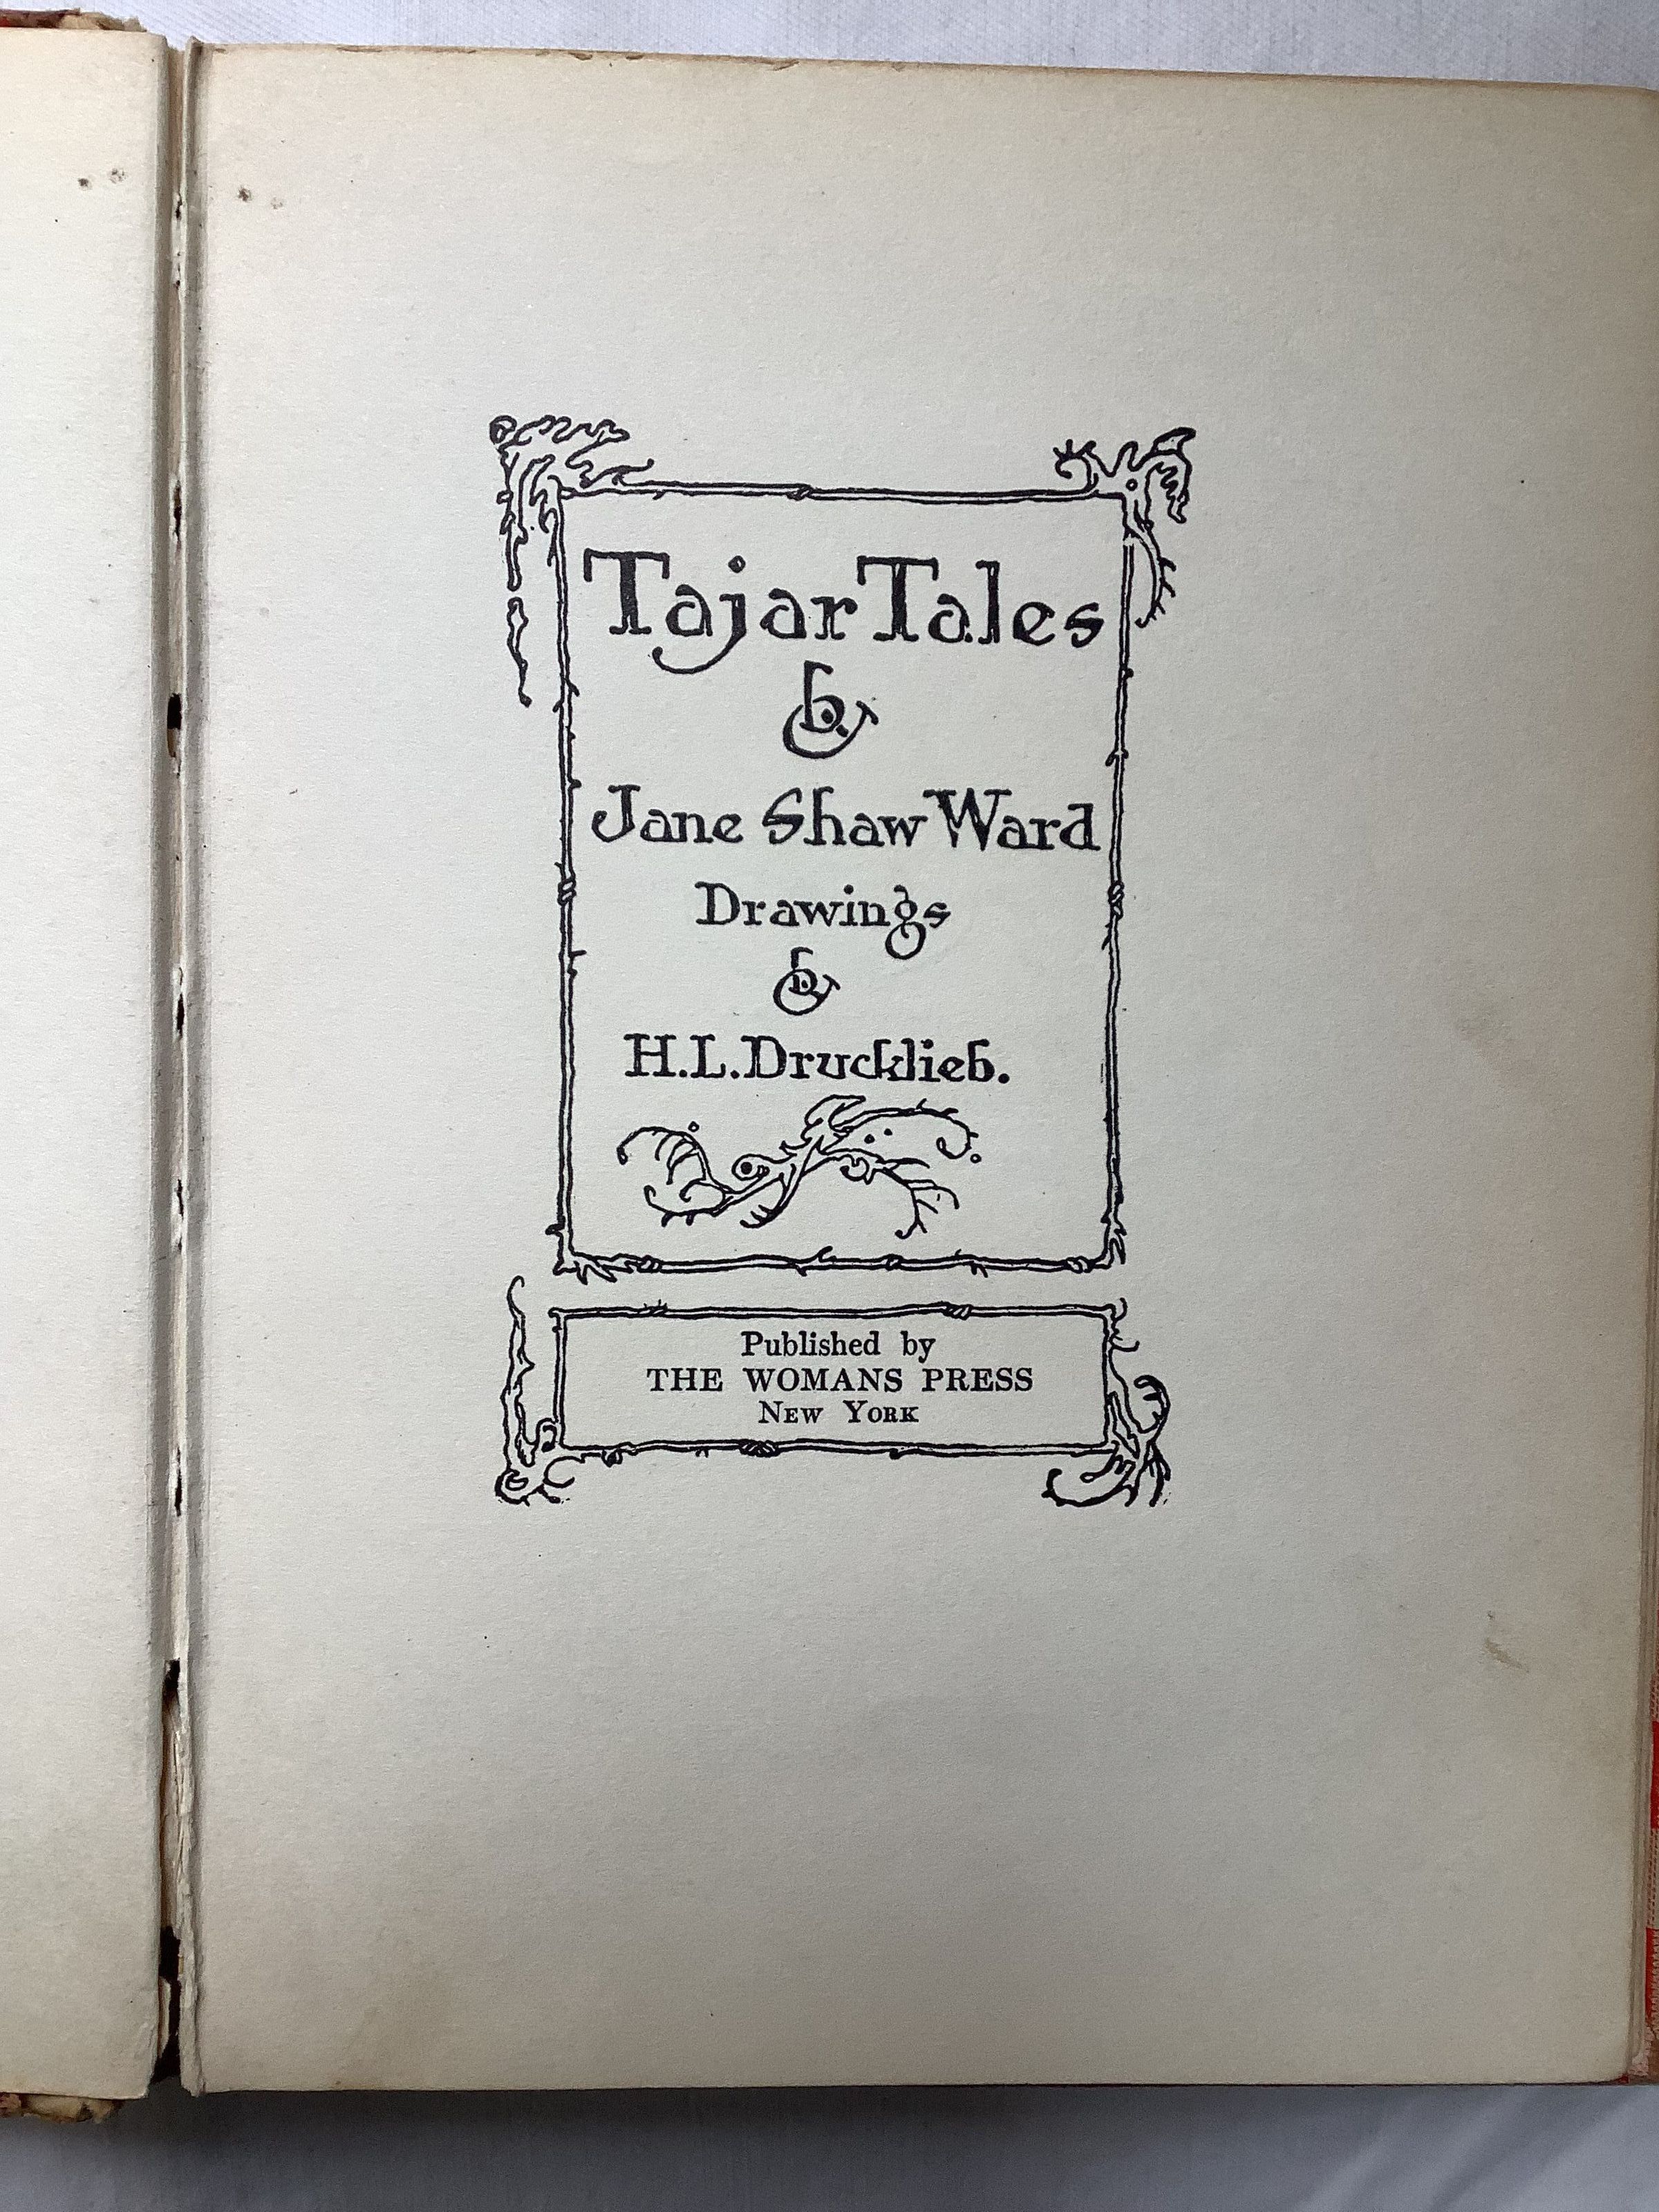 Tajar Tales
by
Jane Shaw Ward
Drawings
by
H.L.Drucklieb.
Published by
THE WOMANS PRESS
NEW YORK